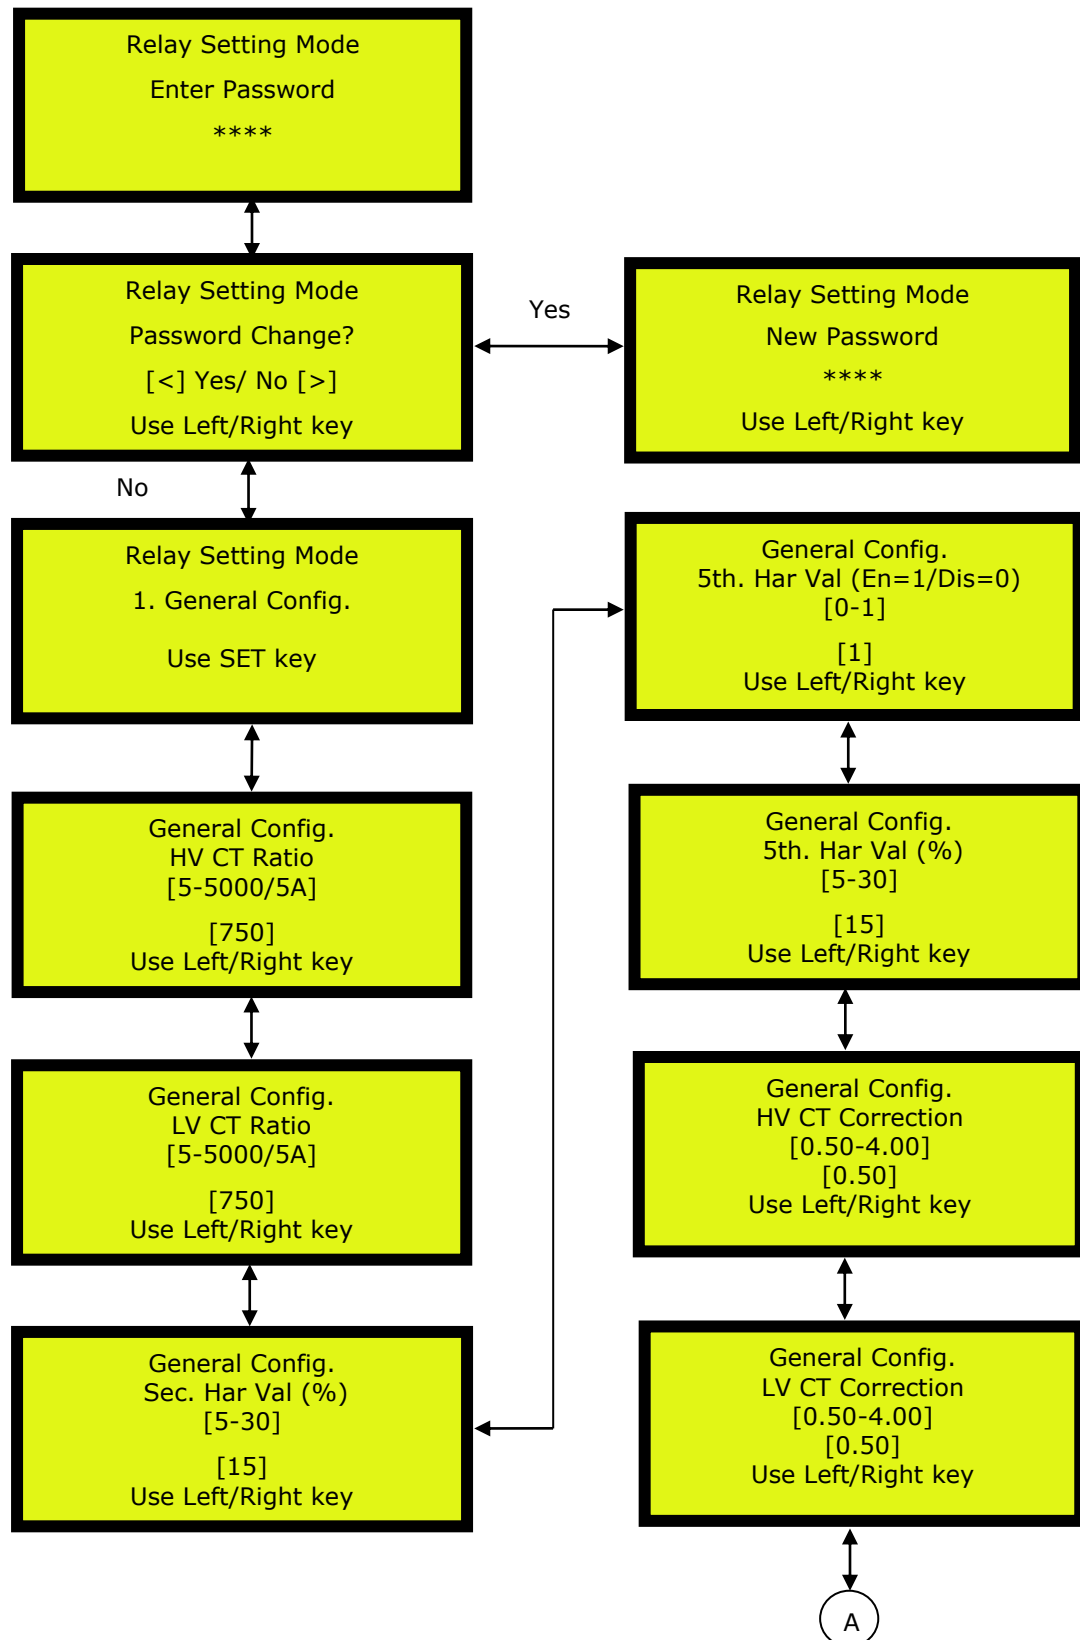 Relay Setting Mode
Enter Password
****
Relay Setting Mode
Password Change?
[<] Yes/ No [>]
Use Left/Right key
Yes
Relay Setting Mode
New Password
****
Use Left/Right key
No
Relay Setting Mode
1. General Config.
Use SET key
General Config.
HV CT Ratio
[5-5000/5A]
[750]
Use Left/Right key
General Config.
LV CT Ratio
[5-5000/5A]
[750]
Use Left/Right key
General Config.
Sec. Har Val (%)
[5-30]
[15]
Use Left/Right key
General Config.
5th. Har Val (En=1/Dis=0)
[0-1]
[1]
Use Left/Right key
General Config.
5th. Har Val (%)
[5-30]
[15]
Use Left/Right key
General Config.
HV CT Correction
[0.50-4.00]
[0.50]
Use Left/Right key
General Config.
LV CT Correction
[0.50-4.00]
[0.50]
Use Left/Right key
A